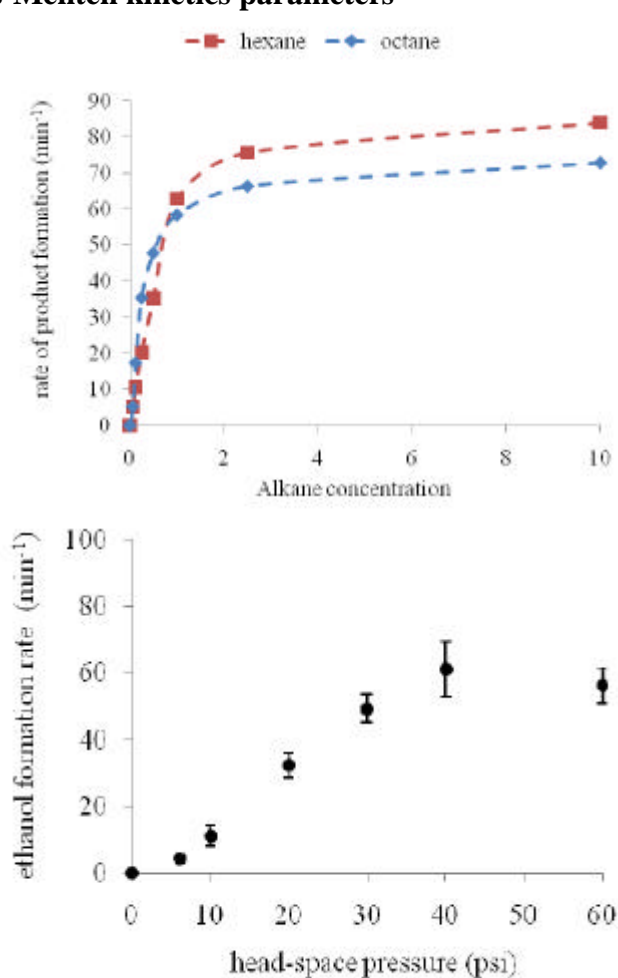 Menten kinetics parameters
hexane octane
rate of product formation (min-1)
90
80
70
60
50
40
30
20
10
0
0 2 4 6 8 10
Alkane concentration
ethanol formation rate (min-1)
100
80
60
40
20
0
0 10 20 30 40 50 60
head-space pressure (psi)